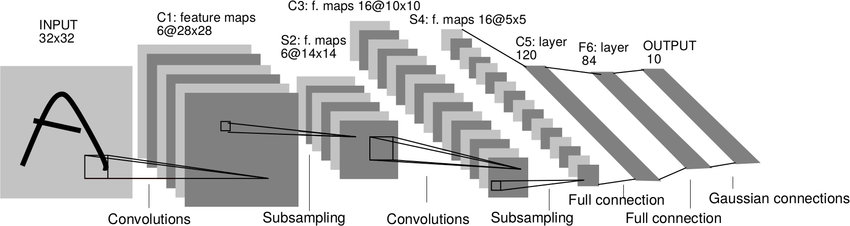 INPUT
32x32
C1: feature maps
6@28x28
S2: f. maps
6@14x14
C3: f. maps 16@10x10
S4: f. maps 16@5x5
C5: layer
120
F6: layer
84
OUTPUT
10
Convolutions
Subsampling
Convolutions
Subsampling
Full connection
Full connection
Gaussian connections